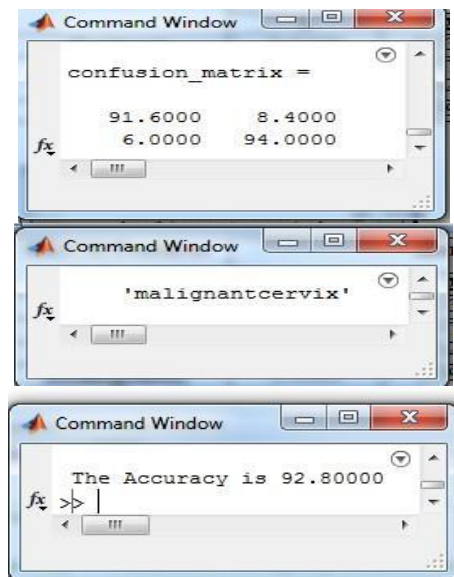 Command Window
confusion_matrix =
91.6000 8.4000
6.0000 94.0000
fx
Command Window
'malignantcervix'
fx
Command Window
The Accuracy is 92.80000
fx >>